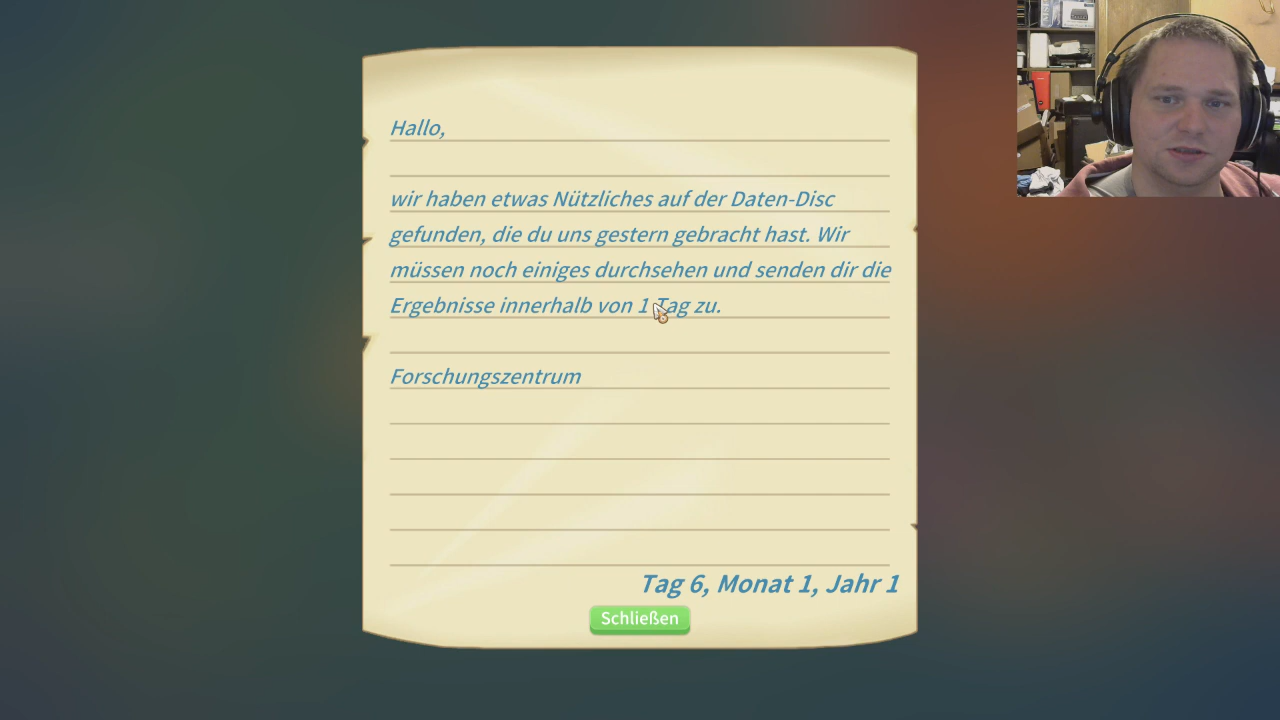 Hallo,
wir haben etwas Nützliches auf der Daten-Disc
gefunden, die du uns gestern gebracht hast. Wir
müssen noch einiges durchsehen und senden dir die
Ergebnisse innerhalb von 1 Tag zu.
Forschungszentrum
Tag 6, Monat 1, Jahr 1
Schließen